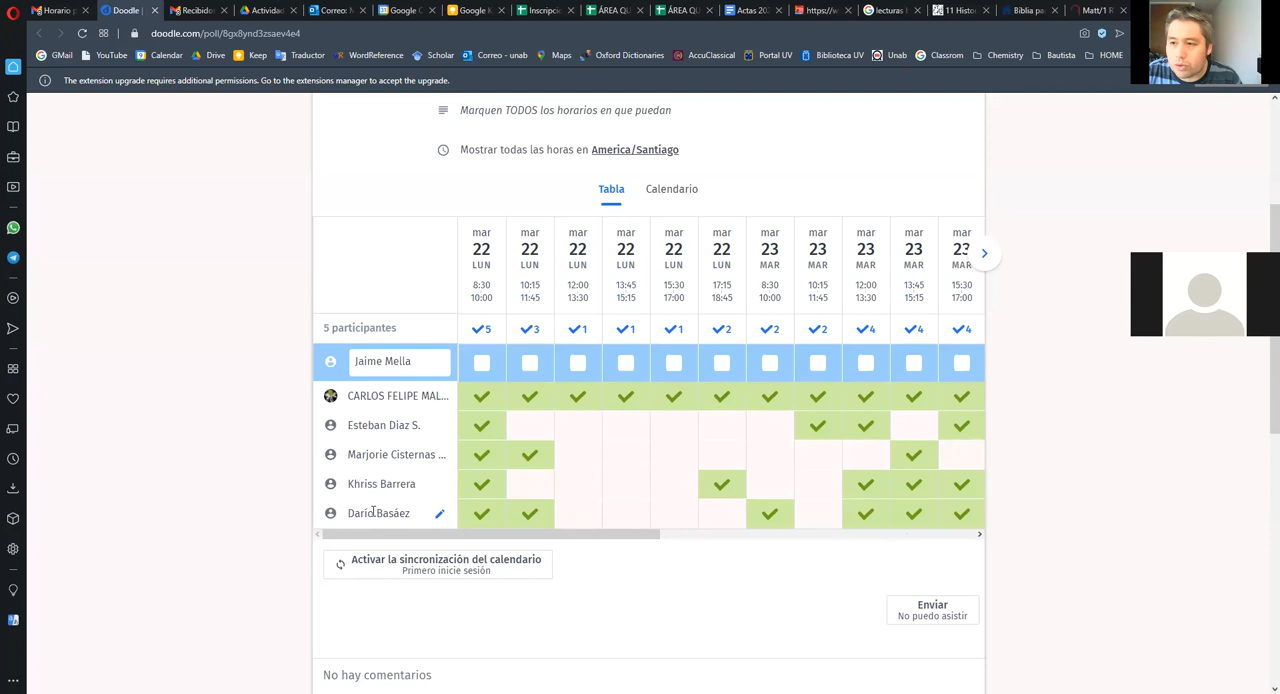 Horario p
Doodle
Recibido
Actividad
Correo: M
Google C
Google K
Inscripcio
ÁREA QU
ÁREA QU
Actas 202
https://w
lecturas l
11 Histor
Biblia pa
Matt/1 R
doodle.com/poll/8gx8ynd3zsaev4e4
GMail
YouTube
Calendar
Drive
Keep
Traductor
WordReference
Scholar
Correo - unab
Maps
Oxford Dictionaries
AccuClassical
Portal UV
Biblioteca UV
Unab
Classrom
Chemistry
Bautista
HOME
The extension upgrade requires additional permissions. Go to the extensions manager to accept the upgrade.
Marquen TODOS los horarios en que puedan
Mostrar todas las horas en America/Santiago
Tabla Calendario
mar mar mar mar mar mar mar mar mar mar mar
22 22 22 22 22 22 23 23 23 23 23
LUN LUN LUN LUN LUN LUN MAR MAR MAR MAR MAR
8:30 10:15 12:00 13:45 15:30 17:15 8:30 10:15 12:00 13:45 15:30
10:00 11:45 13:30 15:15 17:00 18:45 10:00 11:45 13:30 15:15 17:00
5 participantes 5 3 1 1 1 2 2 2 4 4 4
Jaime Mella
CARLOS FELIPE MAL...
Esteban Diaz S.
Marjorie Cisternas ...
Khriss Barrera
Darío Basáez
Activar la sincronización del calendario
Primero inicie sesión
Enviar
No puedo asistir
No hay comentarios